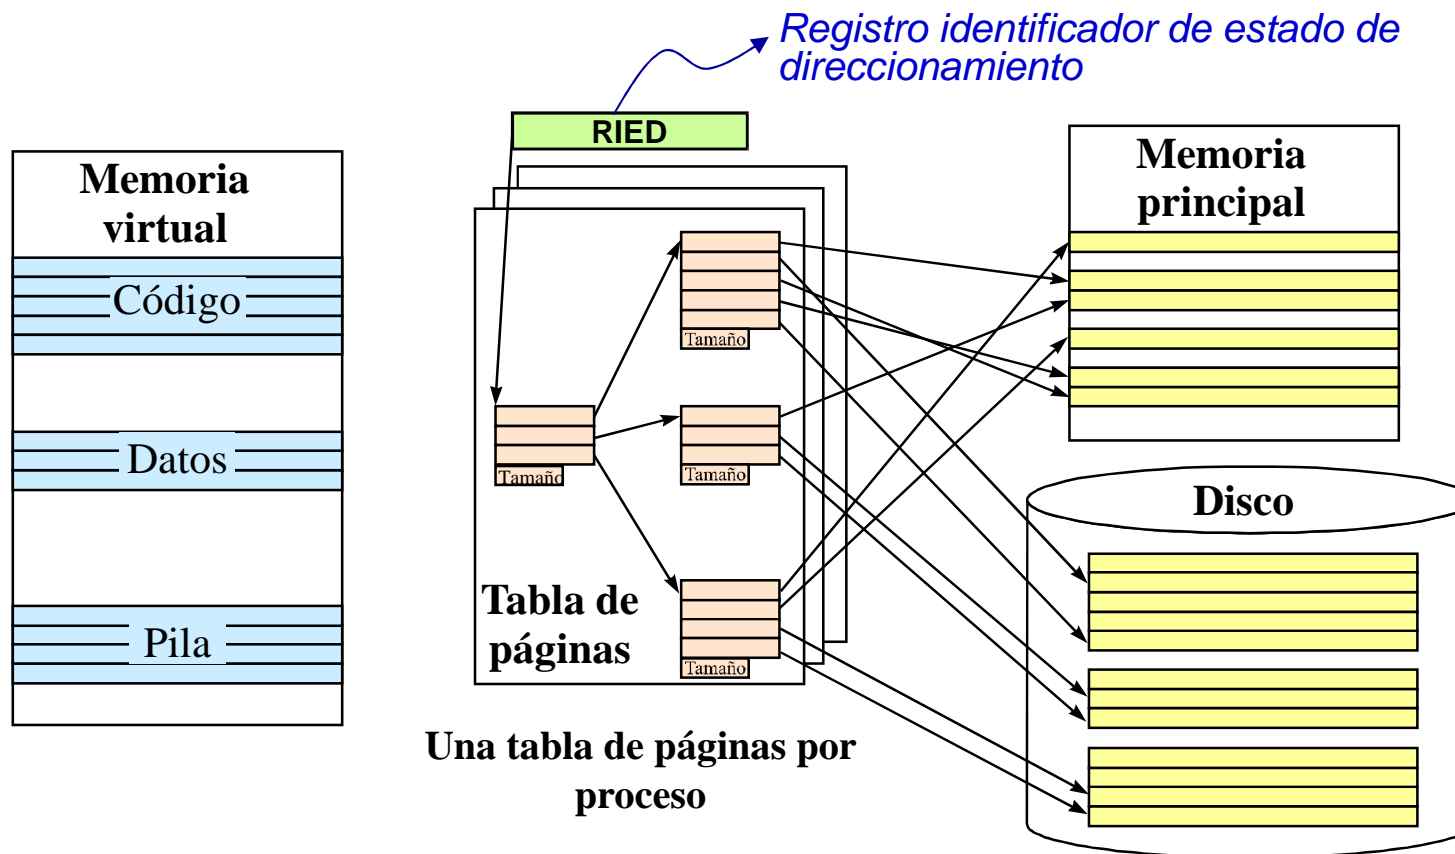 Registro identificador de estado de
direccionamiento
RIED
Memoria
virtual
Código
Datos
Pila
Tamaño
Tamaño
Tamaño
Tamaño
Tabla de
páginas
Una tabla de páginas por
proceso
Memoria
principal
Disco